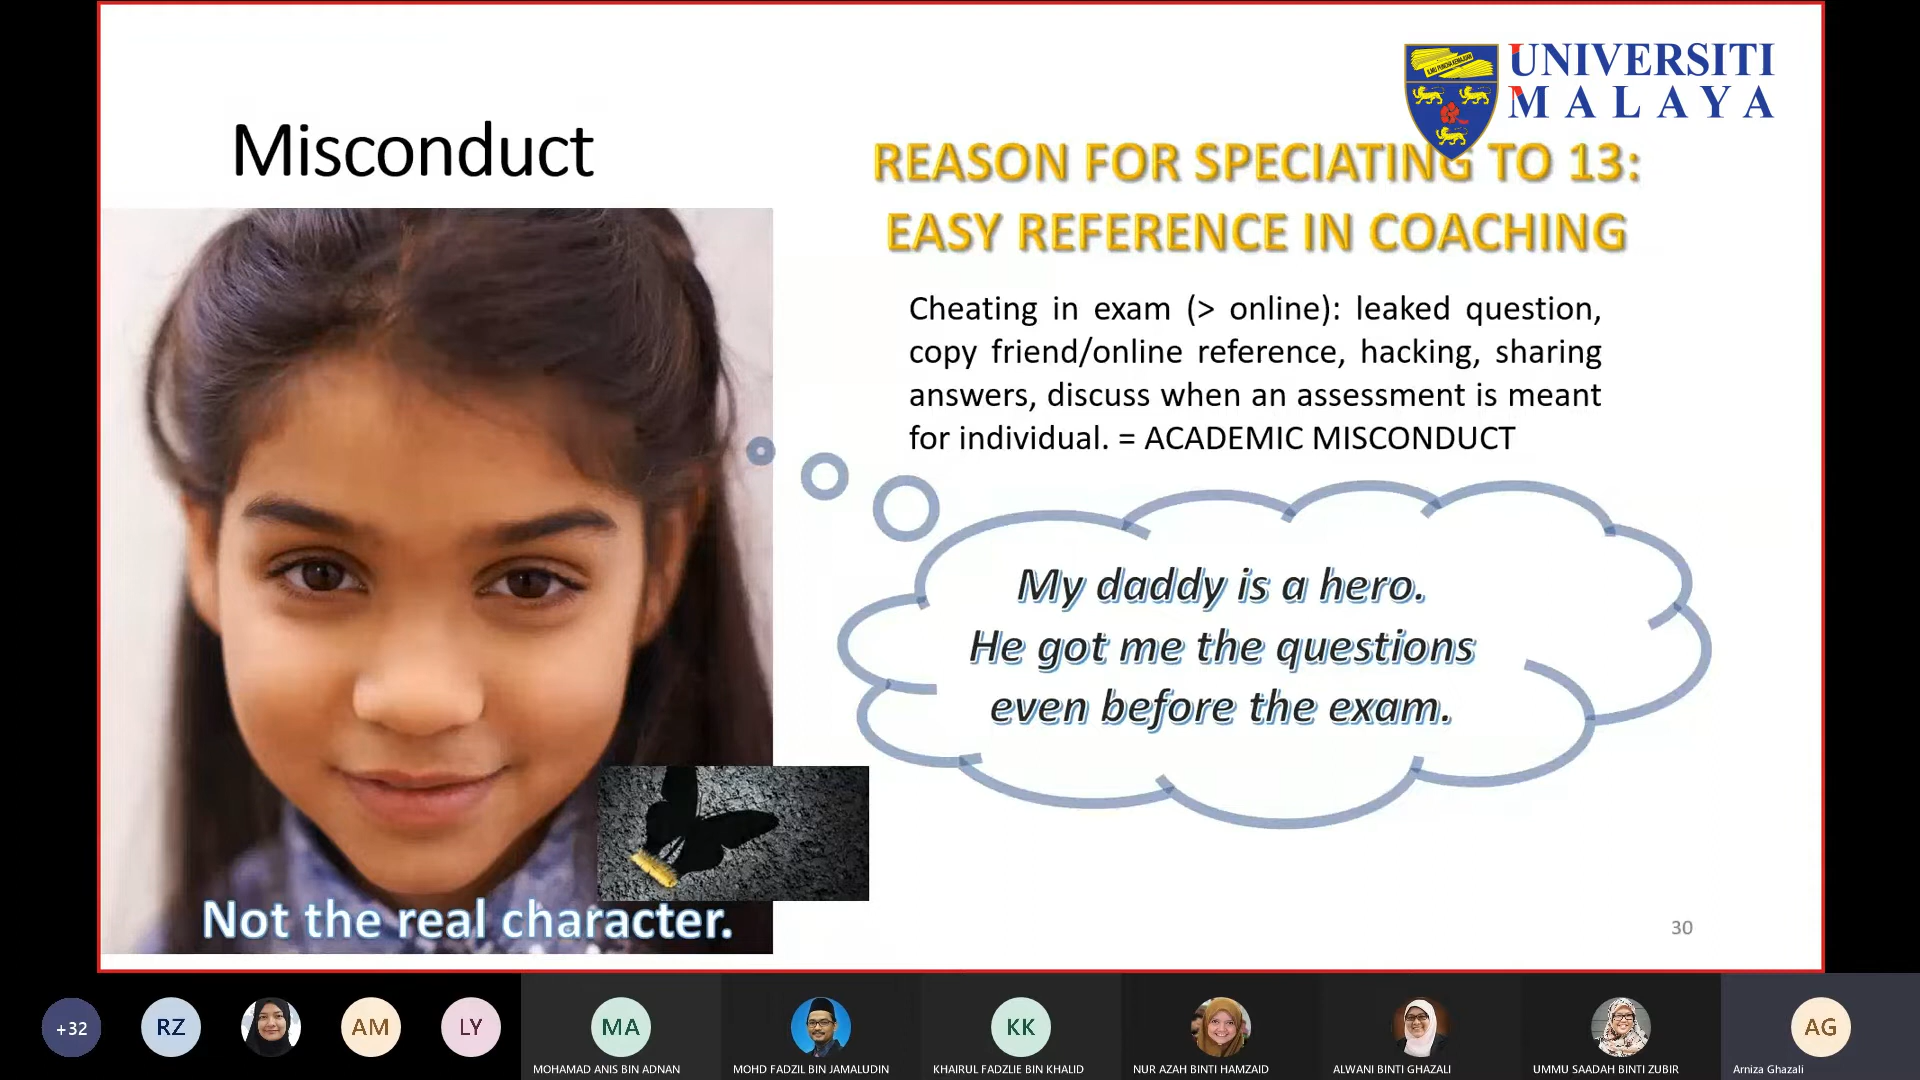 UNIVERSITI
MALAYA
Misconduct
REASON FOR SPECIATING TO 13:
EASY REFERENCE IN COACHING
Cheating in exam (> online): leaked question,
copy friend/online reference, hacking, sharing
answers, discuss when an assessment is meant
for individual. = ACADEMIC MISCONDUCT
My daddy is a hero.
He got me the questions
even before the exam.
Not the real character.
30
+32
RZ
AM
LY
MA
KK
AG
MOHAMAD ANIS BIN ADNAN
MOHD FADZIL BIN JAMALUDIN
KHAIRUL FADZLIE BIN KHALID
NUR AZAH BINTI HAMZAID
ALWANI BINTI GHAZALI
UMMU SAADAH BINTI ZUBIR
Arniza Ghazali